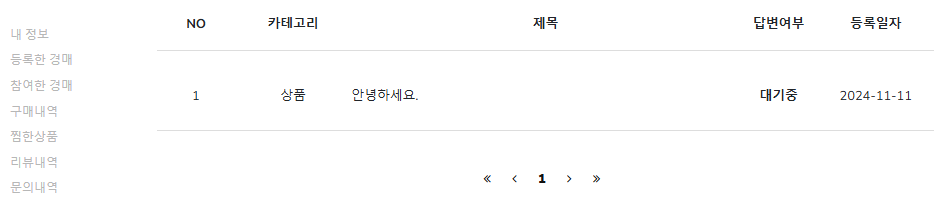 내 정보
등록한 경매
참여한 경매
구매내역
찜한상품
리뷰내역
문의내역
NO 카테고리 제목 답변여부 등록일자
1 상품 안녕하세요. 대기중 2024-11-11
« ‹ 1 › »